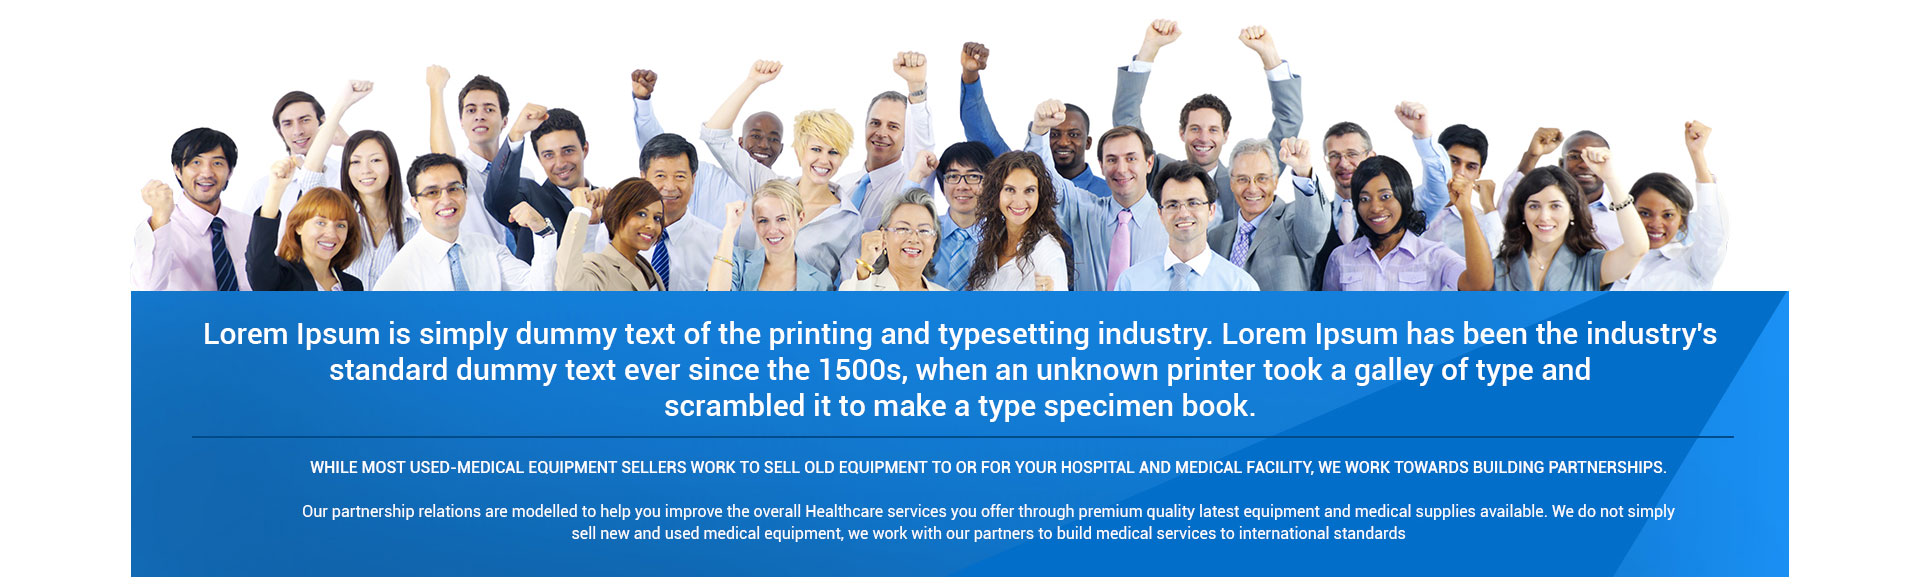 Lorem Ipsum is simply dummy text of the printing and typesetting industry. Lorem Ipsum has been the industry's
standard dummy text ever since the 1500s, when an unknown printer took a galley of type and
scrambled it to make a type specimen book.
WHILE MOST USED-MEDICAL EQUIPMENT SELLERS WORK TO SELL OLD EQUIPMENT TO OR FOR YOUR HOSPITAL AND MEDICAL FACILITY, WE WORK TOWARDS BUILDING PARTNERSHIPS.
Our partnership relations are modelled to help you improve the overall Healthcare services you offer through premium quality latest equipment and medical supplies available. We do not simply
sell new and used medical equipment, we work with our partners to build medical services to international standards